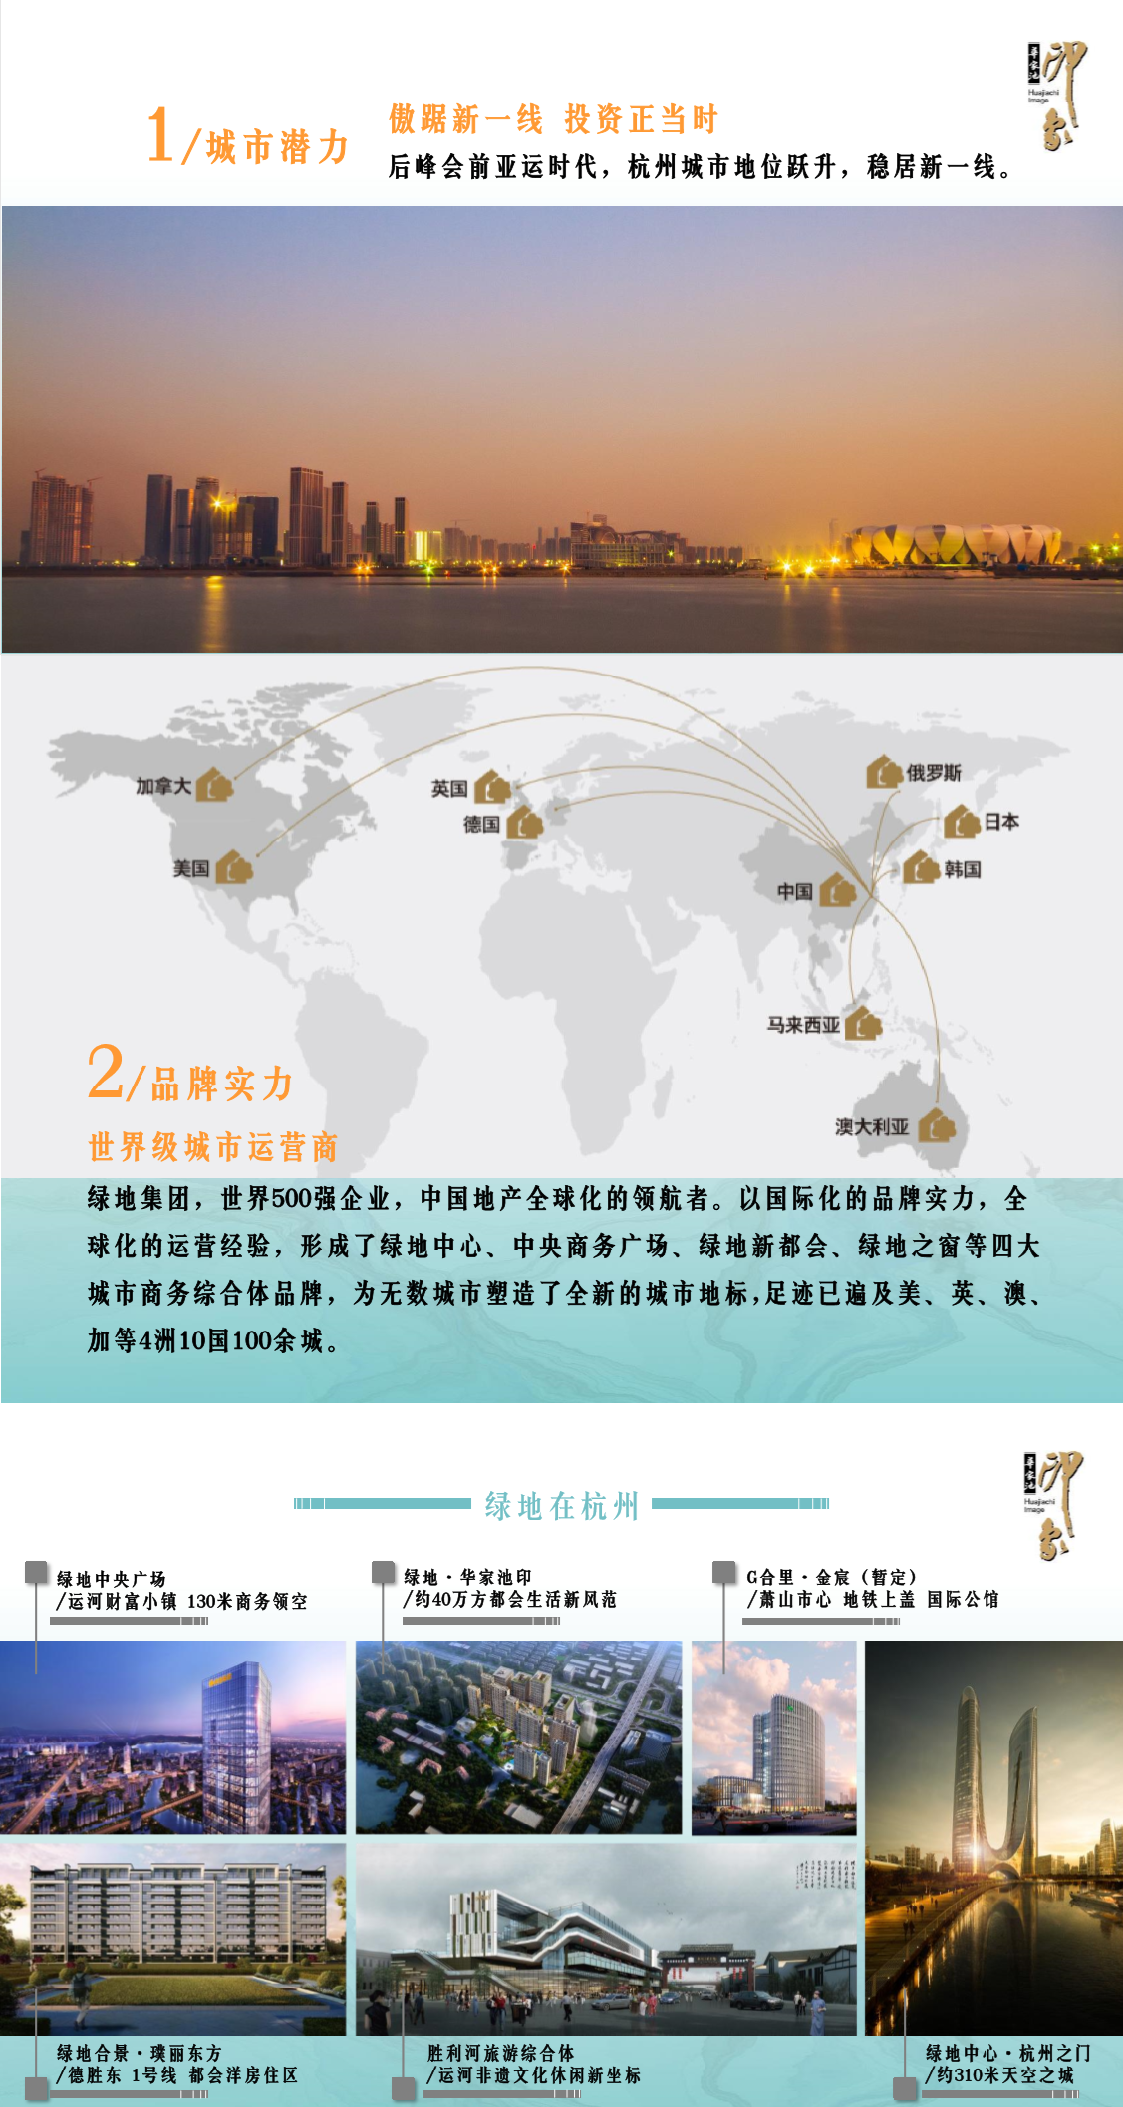 华家池
印象
Huajiachi
Image
1/城市潜力
傲踞新一线 投资正当时
后峰会前亚运时代，杭州城市地位跃升，稳居新一线。
加拿大
美国
英国
德国
俄罗斯
日本
韩国
中国
马来西亚
澳大利亚
2/品牌实力
世界级城市运营商
绿地集团，世界500强企业，中国地产全球化的领航者。以国际化的品牌实力，全
球化的运营经验，形成了绿地中心、中央商务广场、绿地新都会、绿地之窗等四大
城市商务综合体品牌，为无数城市塑造了全新的城市地标,足迹已遍及美、英、澳、
加等4洲10国100余城。
华家池
印象
Huajiachi
Image
绿地在杭州
绿地中央广场
/运河财富小镇 130米商务领空
绿地·华家池印
/约40万方都会生活新风范
G合里·金宸（暂定）
/萧山市心 地铁上盖 国际公馆
绿地合景·璞丽东方
/德胜东 1号线 都会洋房住区
胜利河旅游综合体
/运河非遗文化休闲新坐标
绿地中心·杭州之门
/约310米天空之城